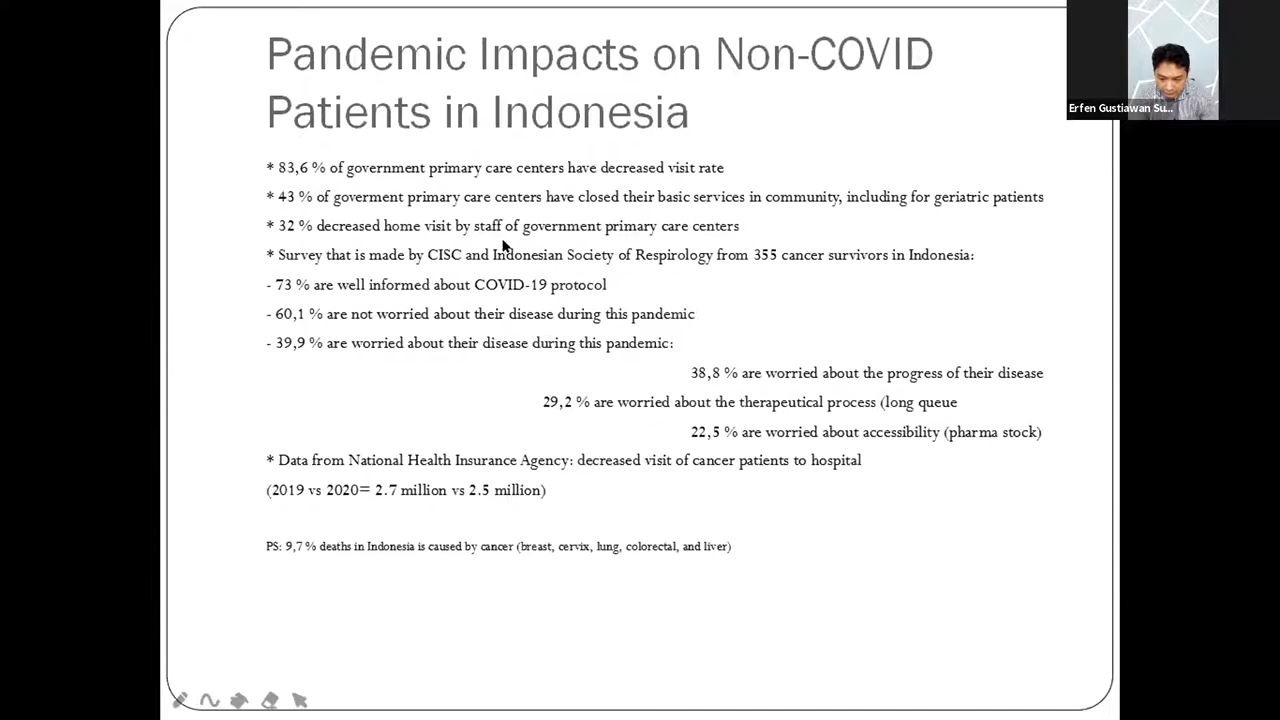 Pandemic Impacts on Non-COVID
Patients in Indonesia
* 83,6 % of government primary care centers have decreased visit rate
* 43 % of goverment primary care centers have closed their basic services in community, including for geriatric patients
* 32 % decreased home visit by staff of government primary care centers
* Survey that is made by CISC and Indonesian Society of Respirology from 355 cancer survivors in Indonesia:
- 73 % are well informed about COVID-19 protocol
- 60,1 % are not worried about their disease during this pandemic
- 39,9 % are worried about their disease during this pandemic:
38,8 % are worried about the progress of their disease
29,2 % are worried about the therapeutical process (long queue
22,5 % are worried about accessibility (pharma stock)
* Data from National Health Insurance Agency: decreased visit of cancer patients to hospital
(2019 vs 2020= 2.7 million vs 2.5 million)
PS: 9,7 % deaths in Indonesia is caused by cancer (breast, cervix, lung, colorectal, and liver)
Erfen Gustiawan Su...